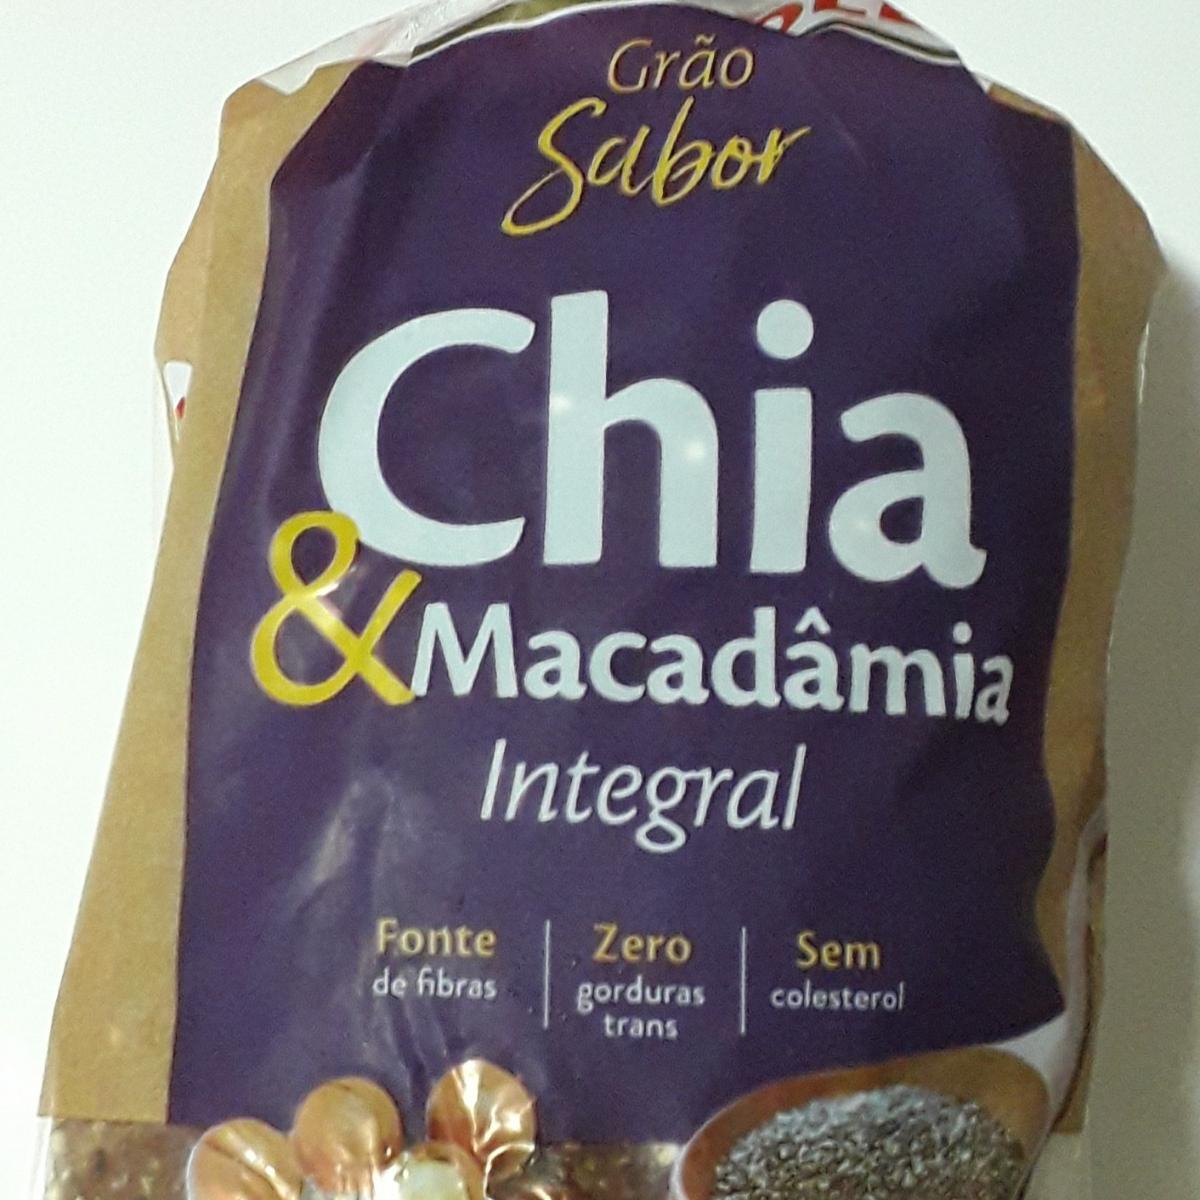 Grão
Sabor
Chia
& Macadâmia
Integral
Fonte
de fibras
Zero
gorduras
trans
Sem
colesterol